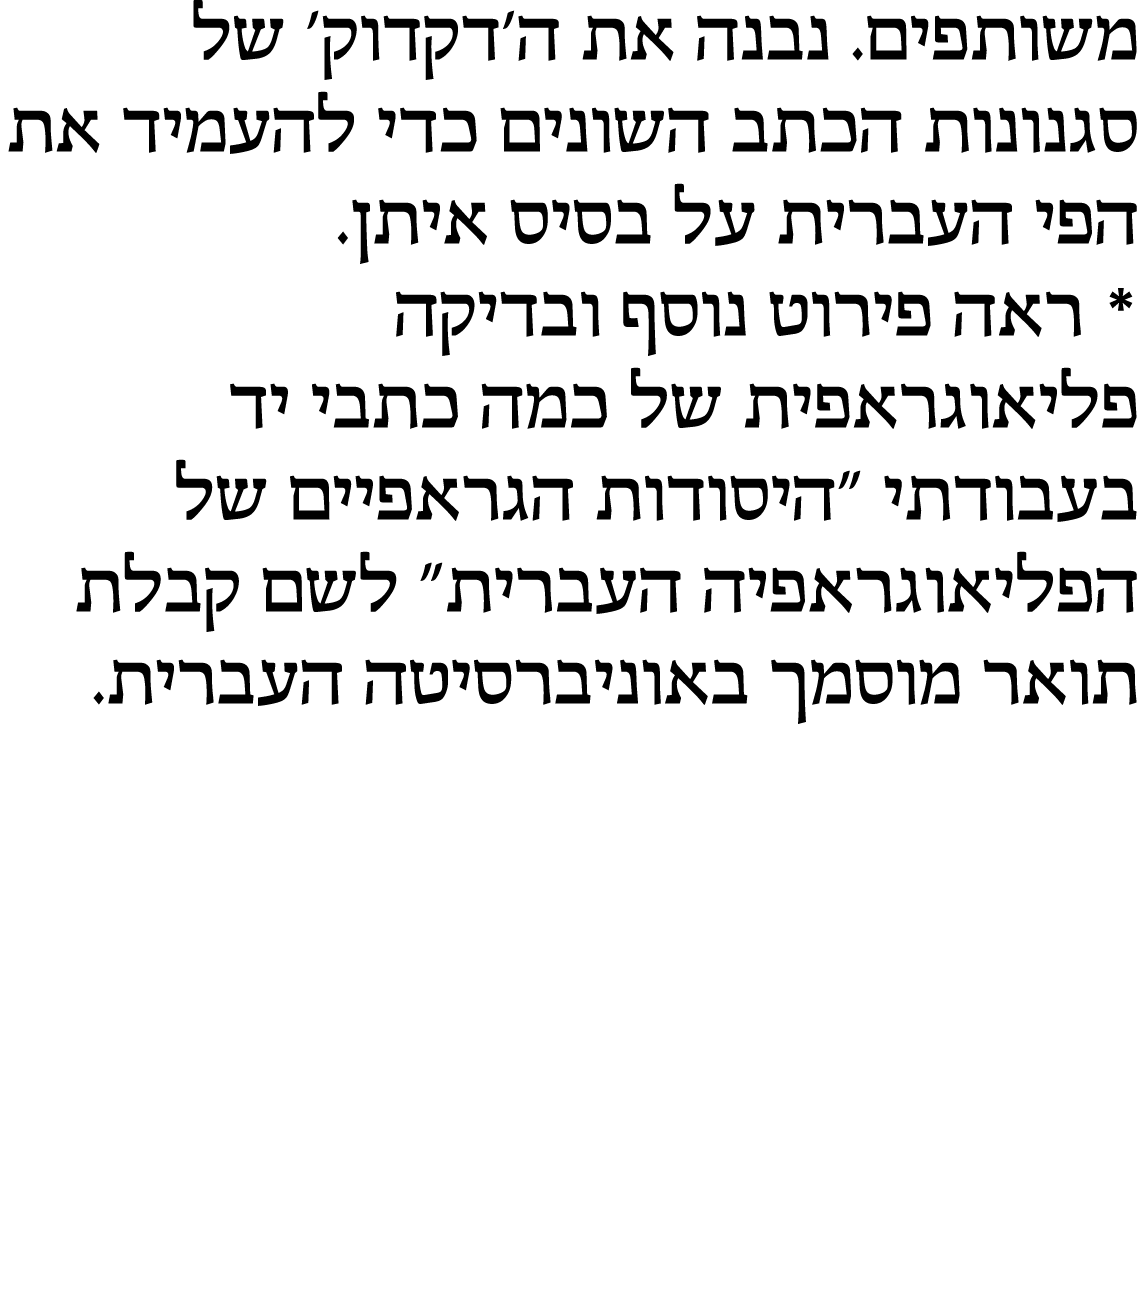 משותפים. נבנה את ה'דקדוק' של
סגנונות הכתב השונים כדי להעמיד את
הפי העברית על בסיס איתן.
* ראה פירוט נוסף ובדיקה
פליאוגראפית של כמה כתבי יד
בעבודתי "היסודות הגראפיים של
הפליאוגראפיה העברית" לשם קבלת
תואר מוסמך באוניברסיטה העברית.